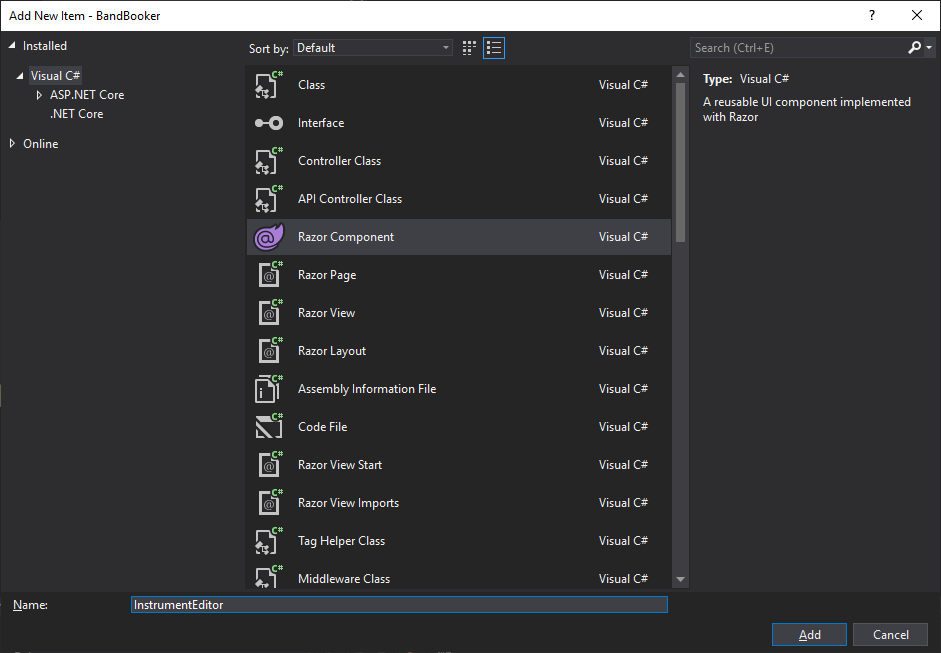 Add New Item - BandBooker
?
Installed
Visual C#
ASP.NET Core
.NET Core
Online
Sort by: Default
Search (Ctrl+E)
C# Class Visual C#
Interface Visual C#
C# Controller Class Visual C#
C# API Controller Class Visual C#
@ Razor Component Visual C#
C# @ Razor Page Visual C#
C# @ Razor View Visual C#
C# @ Razor Layout Visual C#
C# Assembly Information File Visual C#
C# Code File Visual C#
C# @ Razor View Start Visual C#
C# @ Razor View Imports Visual C#
C# Tag Helper Class Visual C#
C# Middleware Class Visual C#
Type: Visual C#
A reusable UI component implemented
with Razor
Name: InstrumentEditor
Add Cancel